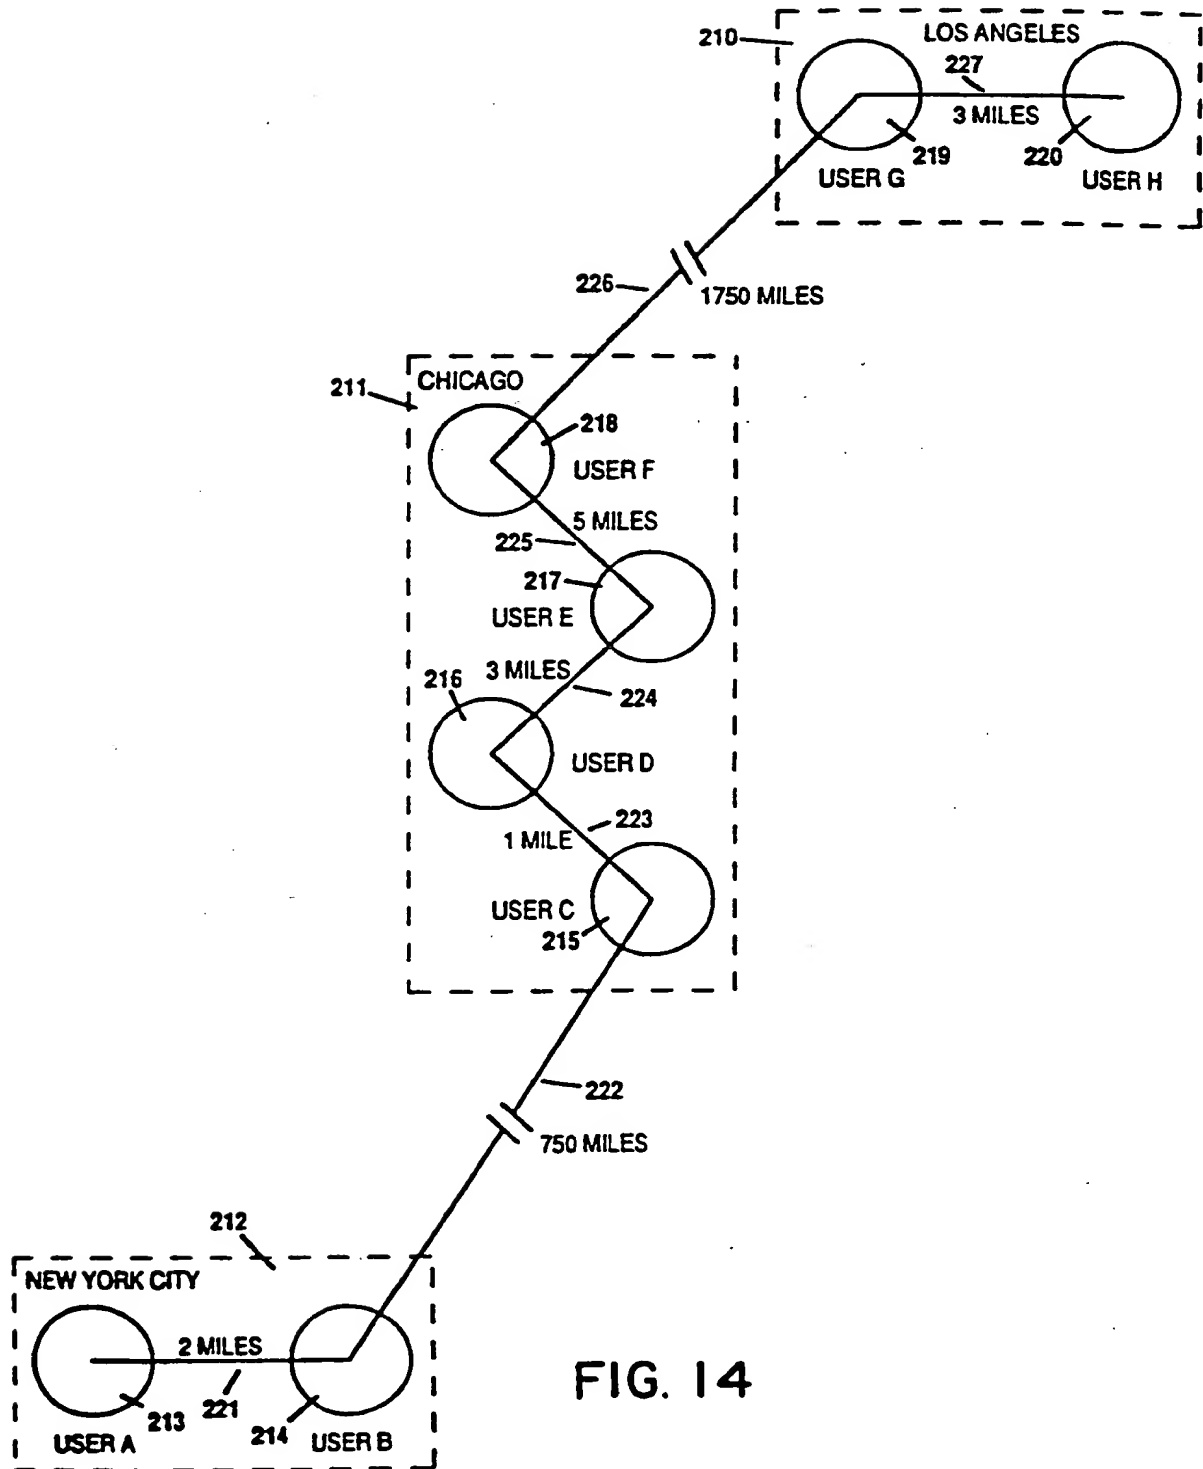 210
LOS ANGELES
227
3 MILES
219
220
USER G
USER H
226
1750 MILES
211
CHICAGO
218
USER F
5 MILES
225
217
USER E
3 MILES
216
224
USER D
223
1 MILE
USER C
215
222
750 MILES
212
NEW YORK CITY
2 MILES
221
213
214
USER A
USER B
FIG. 14